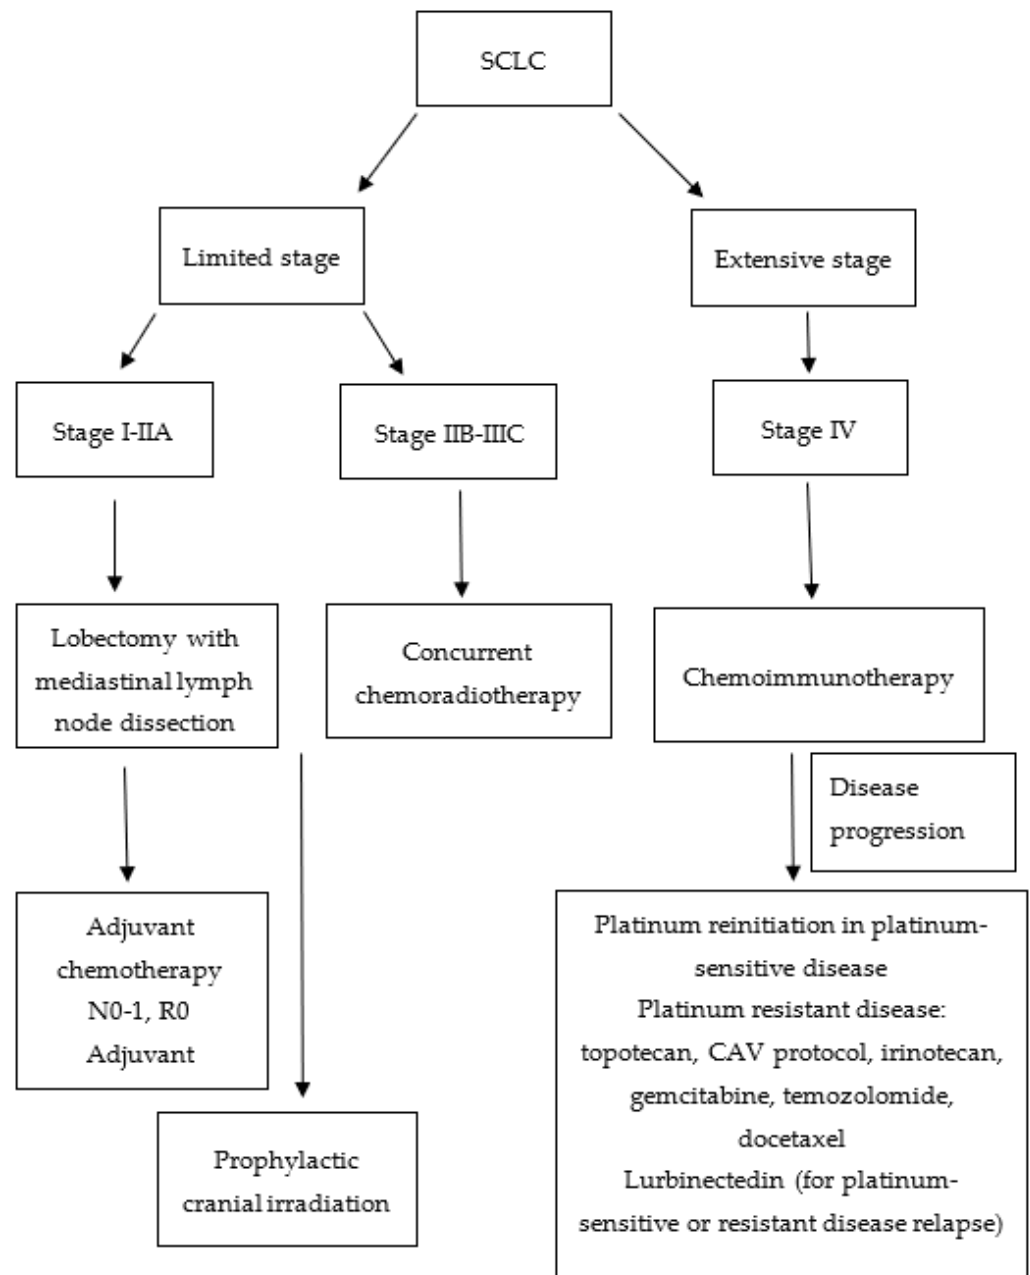 SCLC
Limited stage
Extensive stage
Stage I-IIA
Stage IIB-IIIC
Stage IV
Lobectomy with
mediastinal lymph
node dissection
Concurrent
chemoradiotherapy
Chemoimmunotherapy
Disease
progression
Adjuvant
chemotherapy
N0-1, R0
Adjuvant
Platinum reinitiation in platinum-
sensitive disease
Platinum resistant disease:
topotecan, CAV protocol, irinotecan,
gemcitabine, temozolomide,
docetaxel
Lurbinectedin (for platinum-
sensitive or resistant disease relapse)
Prophylactic
cranial irradiation